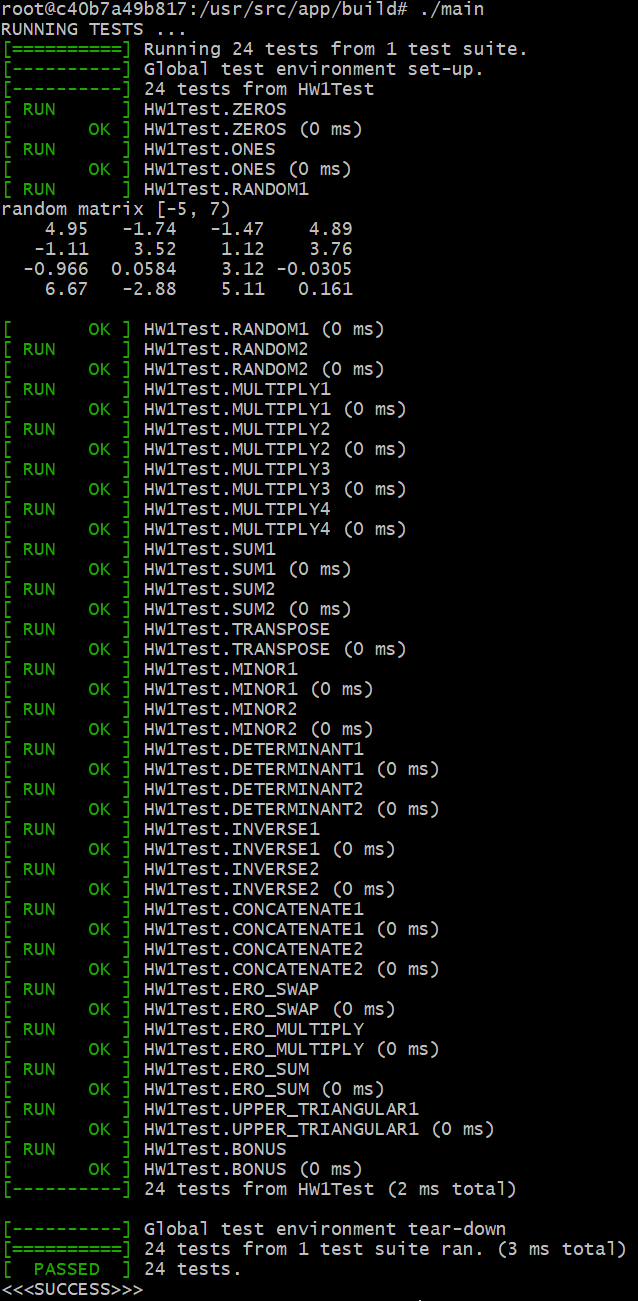 root@c40b7a49b817:/usr/src/app/build# ./main
RUNNING TESTS ...
[==========] Running 24 tests from 1 test suite.
[----------] Global test environment set-up.
[----------] 24 tests from HW1Test
[ RUN      ] HW1Test.ZEROS
[       OK ] HW1Test.ZEROS (0 ms)
[ RUN      ] HW1Test.ONES
[       OK ] HW1Test.ONES (0 ms)
[ RUN      ] HW1Test.RANDOM1
random matrix [-5, 7)
    4.95   -1.74   -1.47    4.89
   -1.11    3.52    1.12    3.76
  -0.966  0.0584    3.12 -0.0305
    6.67   -2.88    5.11   0.161
[       OK ] HW1Test.RANDOM1 (0 ms)
[ RUN      ] HW1Test.RANDOM2
[       OK ] HW1Test.RANDOM2 (0 ms)
[ RUN      ] HW1Test.MULTIPLY1
[       OK ] HW1Test.MULTIPLY1 (0 ms)
[ RUN      ] HW1Test.MULTIPLY2
[       OK ] HW1Test.MULTIPLY2 (0 ms)
[ RUN      ] HW1Test.MULTIPLY3
[       OK ] HW1Test.MULTIPLY3 (0 ms)
[ RUN      ] HW1Test.MULTIPLY4
[       OK ] HW1Test.MULTIPLY4 (0 ms)
[ RUN      ] HW1Test.SUM1
[       OK ] HW1Test.SUM1 (0 ms)
[ RUN      ] HW1Test.SUM2
[       OK ] HW1Test.SUM2 (0 ms)
[ RUN      ] HW1Test.TRANSPOSE
[       OK ] HW1Test.TRANSPOSE (0 ms)
[ RUN      ] HW1Test.MINOR1
[       OK ] HW1Test.MINOR1 (0 ms)
[ RUN      ] HW1Test.MINOR2
[       OK ] HW1Test.MINOR2 (0 ms)
[ RUN      ] HW1Test.DETERMINANT1
[       OK ] HW1Test.DETERMINANT1 (0 ms)
[ RUN      ] HW1Test.DETERMINANT2
[       OK ] HW1Test.DETERMINANT2 (0 ms)
[ RUN      ] HW1Test.INVERSE1
[       OK ] HW1Test.INVERSE1 (0 ms)
[ RUN      ] HW1Test.INVERSE2
[       OK ] HW1Test.INVERSE2 (0 ms)
[ RUN      ] HW1Test.CONCATENATE1
[       OK ] HW1Test.CONCATENATE1 (0 ms)
[ RUN      ] HW1Test.CONCATENATE2
[       OK ] HW1Test.CONCATENATE2 (0 ms)
[ RUN      ] HW1Test.ERO_SWAP
[       OK ] HW1Test.ERO_SWAP (0 ms)
[ RUN      ] HW1Test.ERO_MULTIPLY
[       OK ] HW1Test.ERO_MULTIPLY (0 ms)
[ RUN      ] HW1Test.ERO_SUM
[       OK ] HW1Test.ERO_SUM (0 ms)
[ RUN      ] HW1Test.UPPER_TRIANGULAR1
[       OK ] HW1Test.UPPER_TRIANGULAR1 (0 ms)
[ RUN      ] HW1Test.BONUS
[       OK ] HW1Test.BONUS (0 ms)
[----------] 24 tests from HW1Test (2 ms total)
[----------] Global test environment tear-down
[==========] 24 tests from 1 test suite ran. (3 ms total)
[  PASSED  ] 24 tests.
<<<SUCCESS>>>